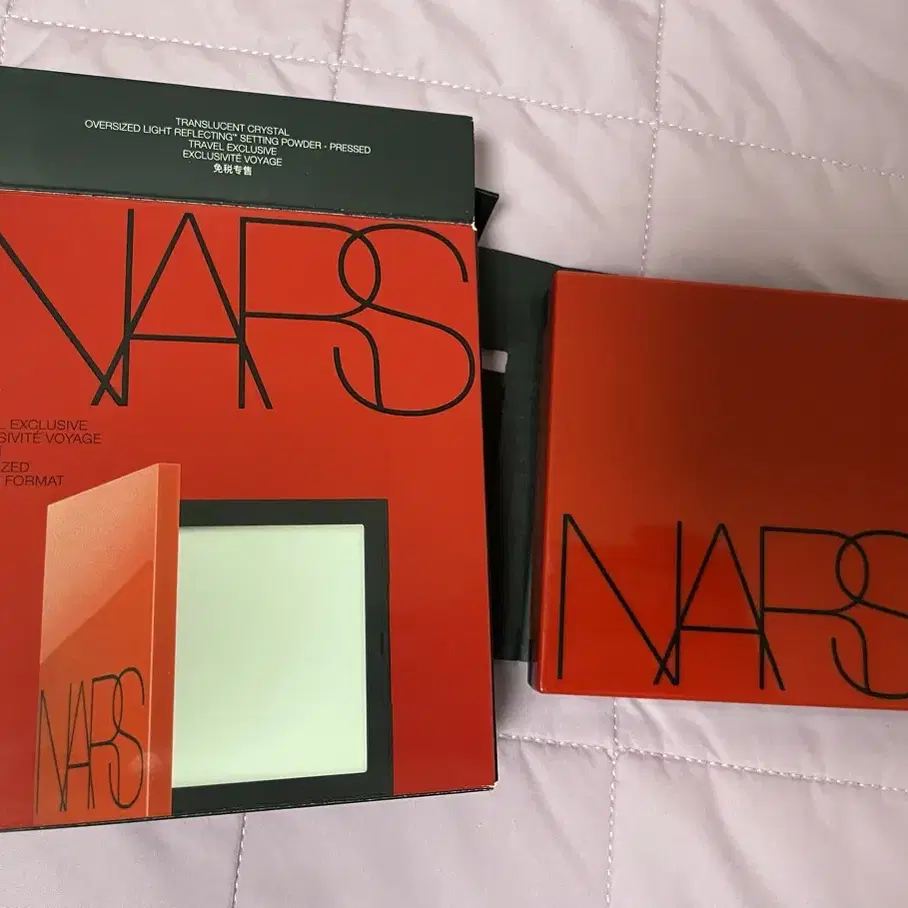 TRANSLUCENT CRYSTAL
OVERSIZED LIGHT REFLECTING™ SETTING POWDER - PRESSED
TRAVEL EXCLUSIVE
EXCLUSIVITÉ VOYAGE
免税专售
NARS
EXCLUSIVE
VOYAGE
FORMAT
NARS
NARS